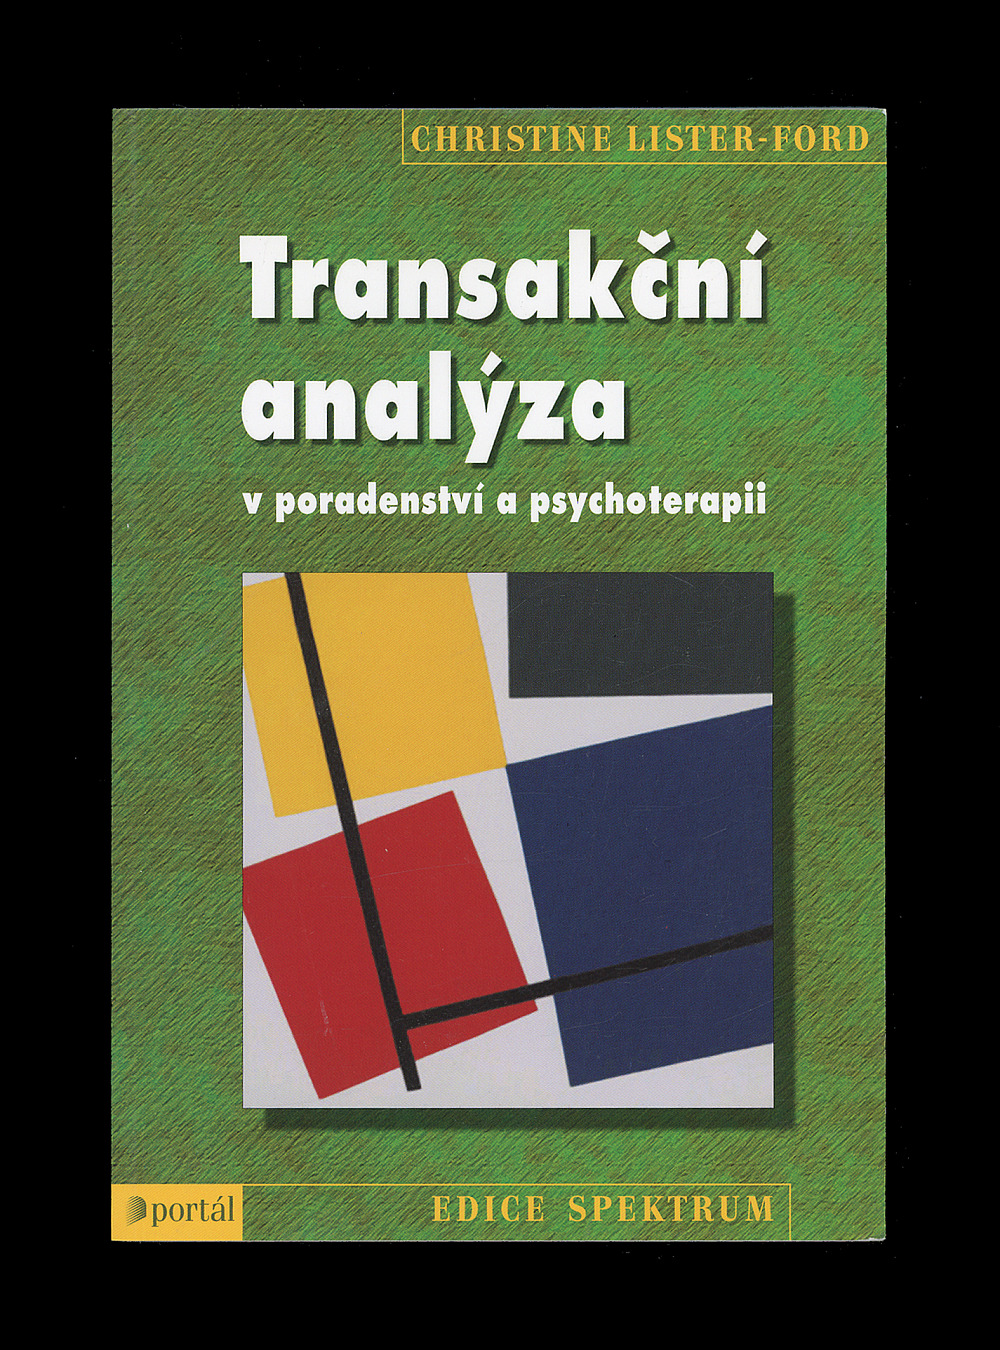 CHRISTINE LISTER-FORD
Transakční
analýza
v poradenství a psychoterapii
portál
EDICE SPEKTRUM